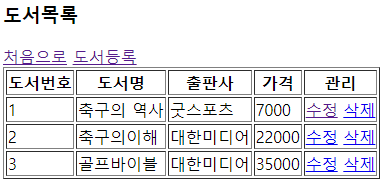 도서목록
처음으로 도서등록
도서번호 도서명 출판사 가격 관리
1 축구의 역사 굿스포츠 7000 수정 삭제
2 축구의이해 대한미디어 22000 수정 삭제
3 골프바이블 대한미디어 35000 수정 삭제